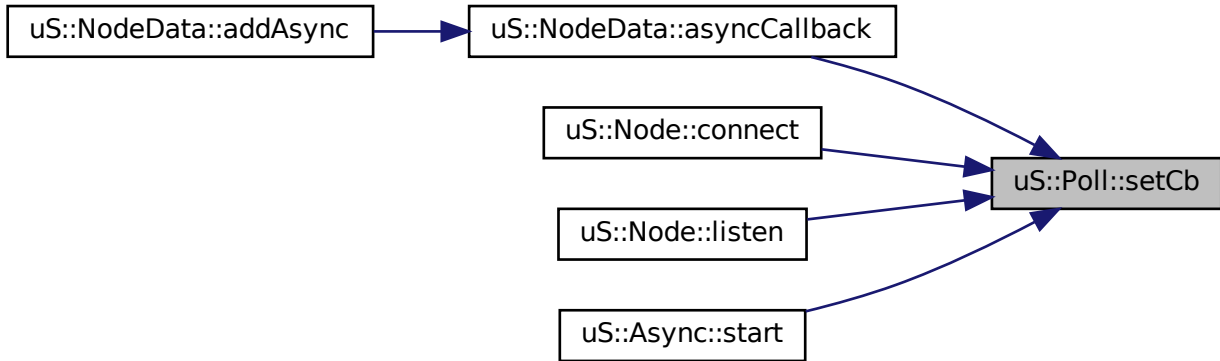 uS::NodeData::addAsync
uS::NodeData::asyncCallback
uS::Node::connect
uS::Poll::setCb
uS::Node::listen
uS::Async::start